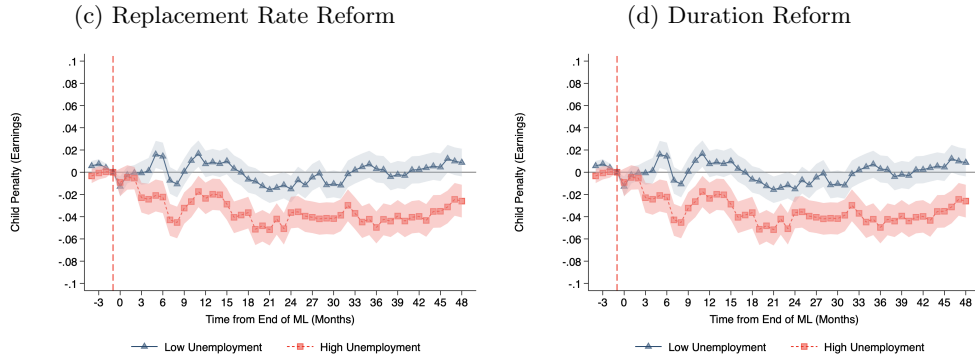 (c) Replacement Rate Reform
Child Penalty (Earnings)
.1
.08
.06
.04
.02
0
-.02
-.04
-.06
-.08
-.1
-3 0 3 6 9 12 15 18 21 24 27 30 33 36 39 42 45 48
Time from End of ML (Months)
Low Unemployment High Unemployment
(d) Duration Reform
Child Penalty (Earnings)
.1
.08
.06
.04
.02
0
-.02
-.04
-.06
-.08
-.1
-3 0 3 6 9 12 15 18 21 24 27 30 33 36 39 42 45 48
Time from End of ML (Months)
Low Unemployment High Unemployment